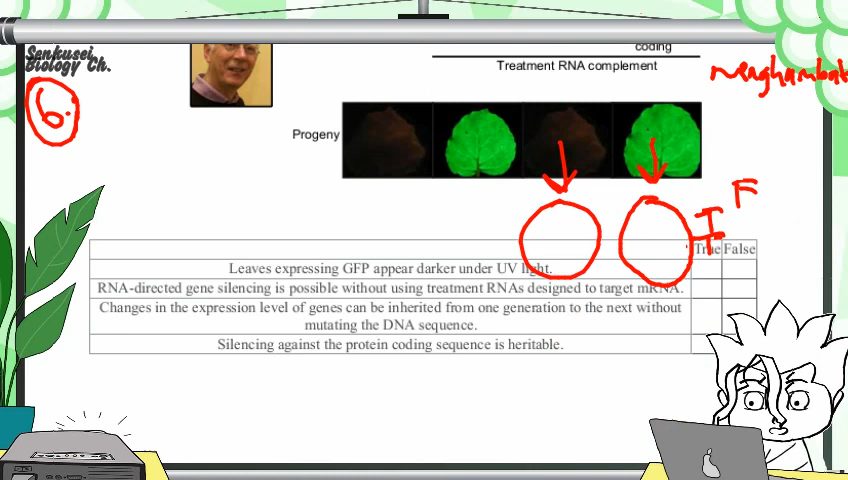 Senkusei
Biology Ch.
coding
Treatment RNA complement
menghambat
6.
Progeny
F
I
True False
Leaves expressing GFP appear darker under UV light.
RNA-directed gene silencing is possible without using treatment RNAs designed to target mRNA.
Changes in the expression level of genes can be inherited from one generation to the next without
mutating the DNA sequence.
Silencing against the protein coding sequence is heritable.